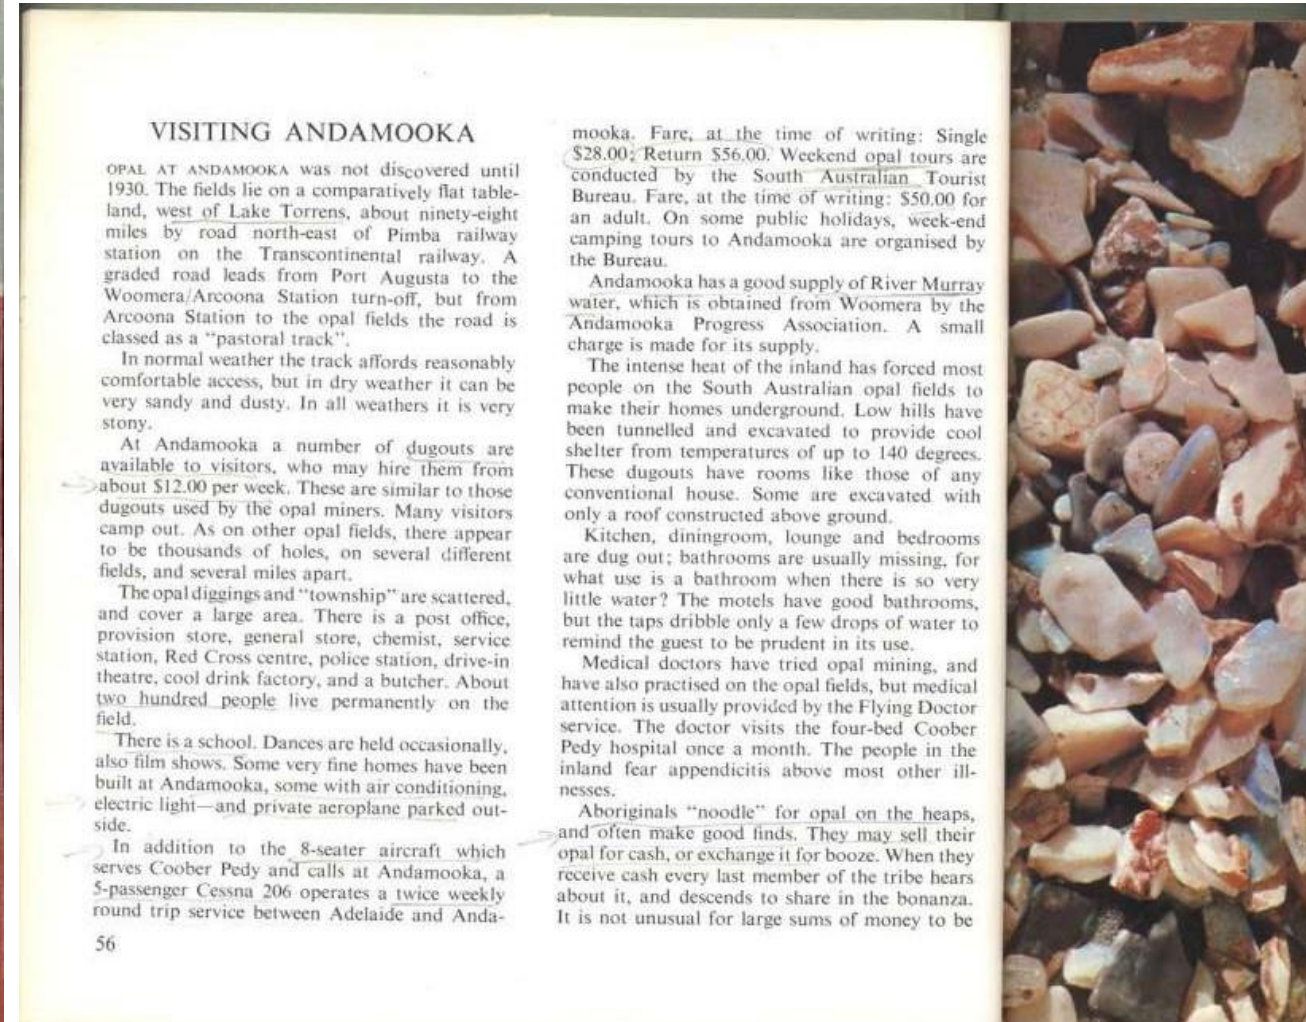 VISITING ANDAMOOKA
OPAL AT ANDAMOOKA was not discovered until
1930. The fields lie on a comparatively flat table-
land, west of Lake Torrens, about ninety-eight
miles by road north-east of Pimba railway
station on the Transcontinental railway. A
graded road leads from Port Augusta to the
Woomera/Arcoona Station turn-off, but from
Arcoona Station to the opal fields the road is
classed as a "pastoral track".
In normal weather the track affords reasonably
comfortable access, but in dry weather it can be
very sandy and dusty. In all weathers it is very
stony.
At Andamooka a number of dugouts are
available to visitors, who may hire them from
about $12.00 per week. These are similar to those
dugouts used by the opal miners. Many visitors
camp out. As on other opal fields, there appear
to be thousands of holes, on several different
fields, and several miles apart.
The opal diggings and "township" are scattered,
and cover a large area. There is a post office,
provision store, general store, chemist, service
station, Red Cross centre, police station, drive-in
theatre, cool drink factory, and a butcher. About
two hundred people live permanently on the
field.
There is a school. Dances are held occasionally,
also film shows. Some very fine homes have been
built at Andamooka, some with air conditioning,
electric light—and private aeroplane parked out-
side.
In addition to the 8-seater aircraft which
serves Coober Pedy and calls at Andamooka, a
5-passenger Cessna 206 operates a twice weekly
round trip service between Adelaide and Anda-
56
mooka. Fare, at the time of writing: Single
$28.00; Return $56.00. Weekend opal tours are
conducted by the South Australian Tourist
Bureau. Fare, at the time of writing: $50.00 for
an adult. On some public holidays, week-end
camping tours to Andamooka are organised by
the Bureau.
Andamooka has a good supply of River Murray
water, which is obtained from Woomera by the
Andamooka Progress Association. A small
charge is made for its supply.
The intense heat of the inland has forced most
people on the South Australian opal fields to
make their homes underground. Low hills have
been tunnelled and excavated to provide cool
shelter from temperatures of up to 140 degrees.
These dugouts have rooms like those of any
conventional house. Some are excavated with
only a roof constructed above ground.
Kitchen, diningroom, lounge and bedrooms
are dug out; bathrooms are usually missing, for
what use is a bathroom when there is so very
little water? The motels have good bathrooms,
but the taps dribble only a few drops of water to
remind the guest to be prudent in its use.
Medical doctors have tried opal mining, and
have also practised on the opal fields, but medical
attention is usually provided by the Flying Doctor
service. The doctor visits the four-bed Coober
Pedy hospital once a month. The people in the
inland fear appendicitis above most other ill-
nesses.
Aboriginals "noodle" for opal on the heaps,
and often make good finds. They may sell their
opal for cash, or exchange it for booze. When they
receive cash every last member of the tribe hears
about it, and descends to share in the bonanza.
It is not unusual for large sums of money to be